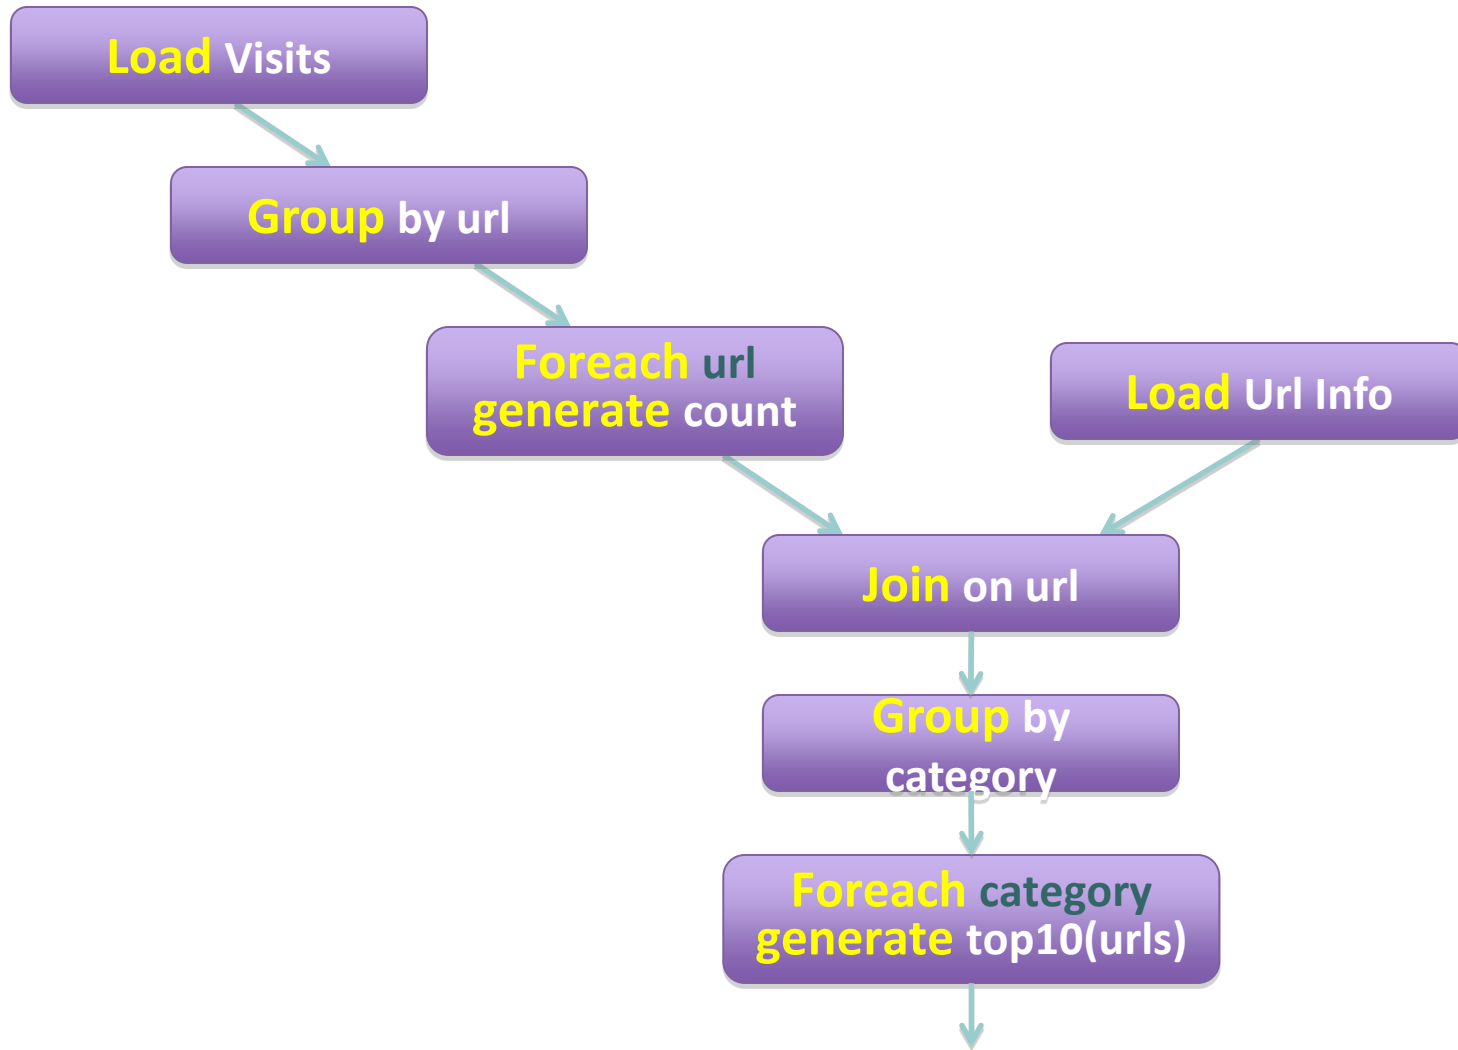 Load Visits
Group by url
Foreach url
generate count
Load Url Info
Join on url
Group by
category
Foreach category
generate top10(urls)